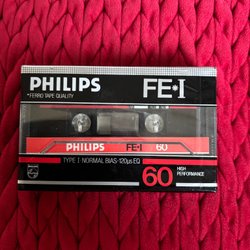 PHILIPS FE★I
*FERRO TAPE QUALITY
PHILIPS FE★I 60
TYPE I·NORMAL BIAS·120µs EQ
60 HIGH PERFORMANCE